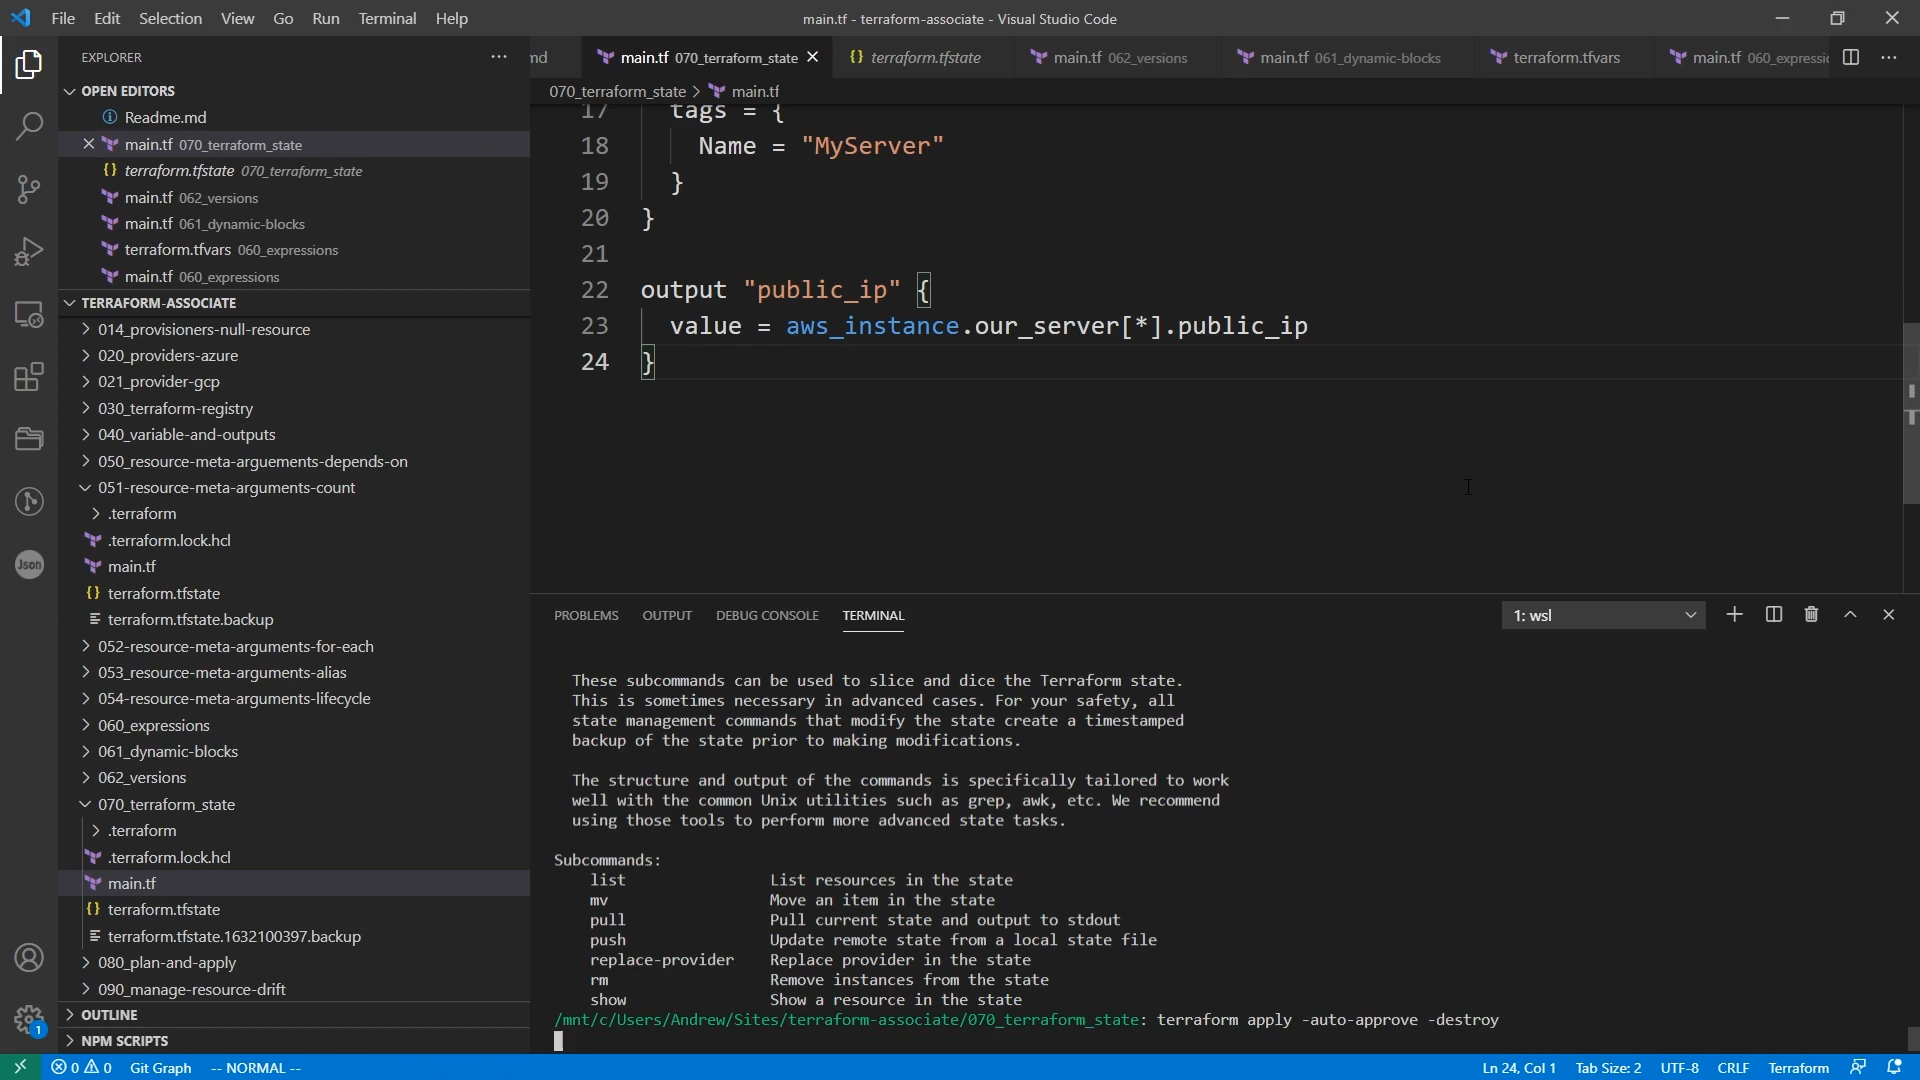 File Edit Selection View Go Run Terminal Help
main.tf - terraform-associate - Visual Studio Code
EXPLORER
OPEN EDITORS
Readme.md
main.tf 070_terraform_state
terraform.tfstate 070_terraform_state
main.tf 062_versions
main.tf 061_dynamic-blocks
terraform.tfvars 060_expressions
main.tf 060_expressions
TERRAFORM-ASSOCIATE
014_provisioners-null-resource
020_providers-azure
021_provider-gcp
030_terraform-registry
040_variable-and-outputs
050_resource-meta-arguements-depends-on
051-resource-meta-arguments-count
.terraform
.terraform.lock.hcl
main.tf
terraform.tfstate
terraform.tfstate.backup
052-resource-meta-arguments-for-each
053_resource-meta-arguments-alias
054-resource-meta-arguments-lifecycle
060_expressions
061_dynamic-blocks
062_versions
070_terraform_state
.terraform
.terraform.lock.hcl
main.tf
terraform.tfstate
terraform.tfstate.1632100397.backup
080_plan-and-apply
090_manage-resource-drift
OUTLINE
NPM SCRIPTS
Json
1
nd main.tf 070_terraform_state terraform.tfstate main.tf 062_versions main.tf 061_dynamic-blocks terraform.tfvars main.tf 060_expressic
070_terraform_state > main.tf
17 tags = {
18 Name = "MyServer"
19 }
20 }
21
22 output "public_ip" {
23 value = aws_instance.our_server[*].public_ip
24 }
PROBLEMS OUTPUT DEBUG CONSOLE TERMINAL 1: wsl
These subcommands can be used to slice and dice the Terraform state.
This is sometimes necessary in advanced cases. For your safety, all
state management commands that modify the state create a timestamped
backup of the state prior to making modifications.
The structure and output of the commands is specifically tailored to work
well with the common Unix utilities such as grep, awk, etc. We recommend
using those tools to perform more advanced state tasks.
Subcommands:
list List resources in the state
mv Move an item in the state
pull Pull current state and output to stdout
push Update remote state from a local state file
replace-provider Replace provider in the state
rm Remove instances from the state
show Show a resource in the state
/mnt/c/Users/Andrew/Sites/terraform-associate/070_terraform_state: terraform apply -auto-approve -destroy
0 0 Git Graph -- NORMAL -- Ln 24, Col 1 Tab Size: 2 UTF-8 CRLF Terraform